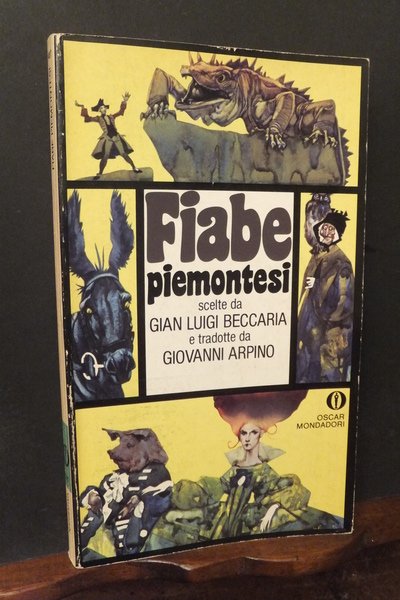 Fiabe
piemontesi
scelte da
GIAN LUIGI BECCARIA
e tradotte da
GIOVANNI ARPINO
OSCAR
MONDADORI